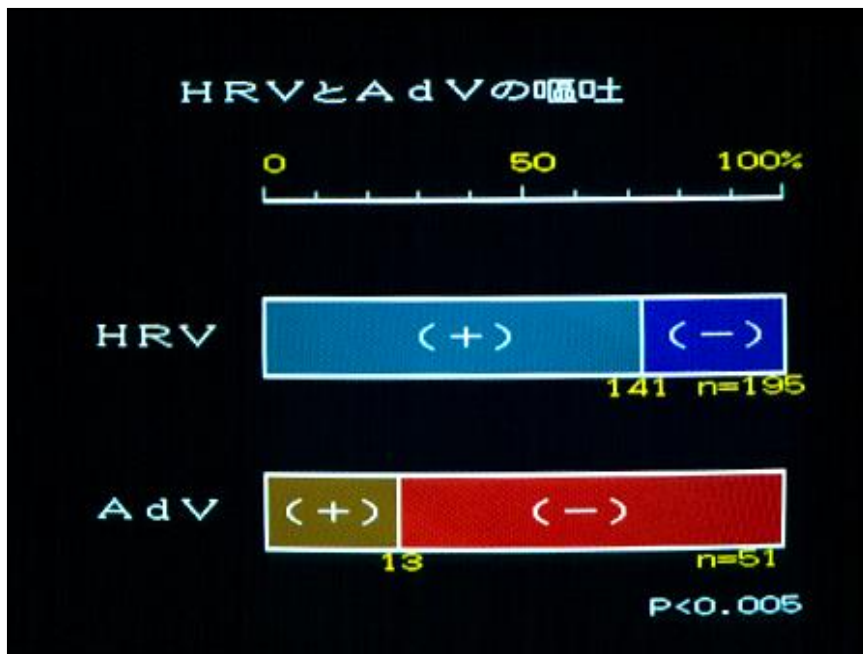 HRVとAdVの嘔吐
0 50 100%
HRV (+) (-)
141 n=195
AdV (+) (-)
13 n=51
P<0.005